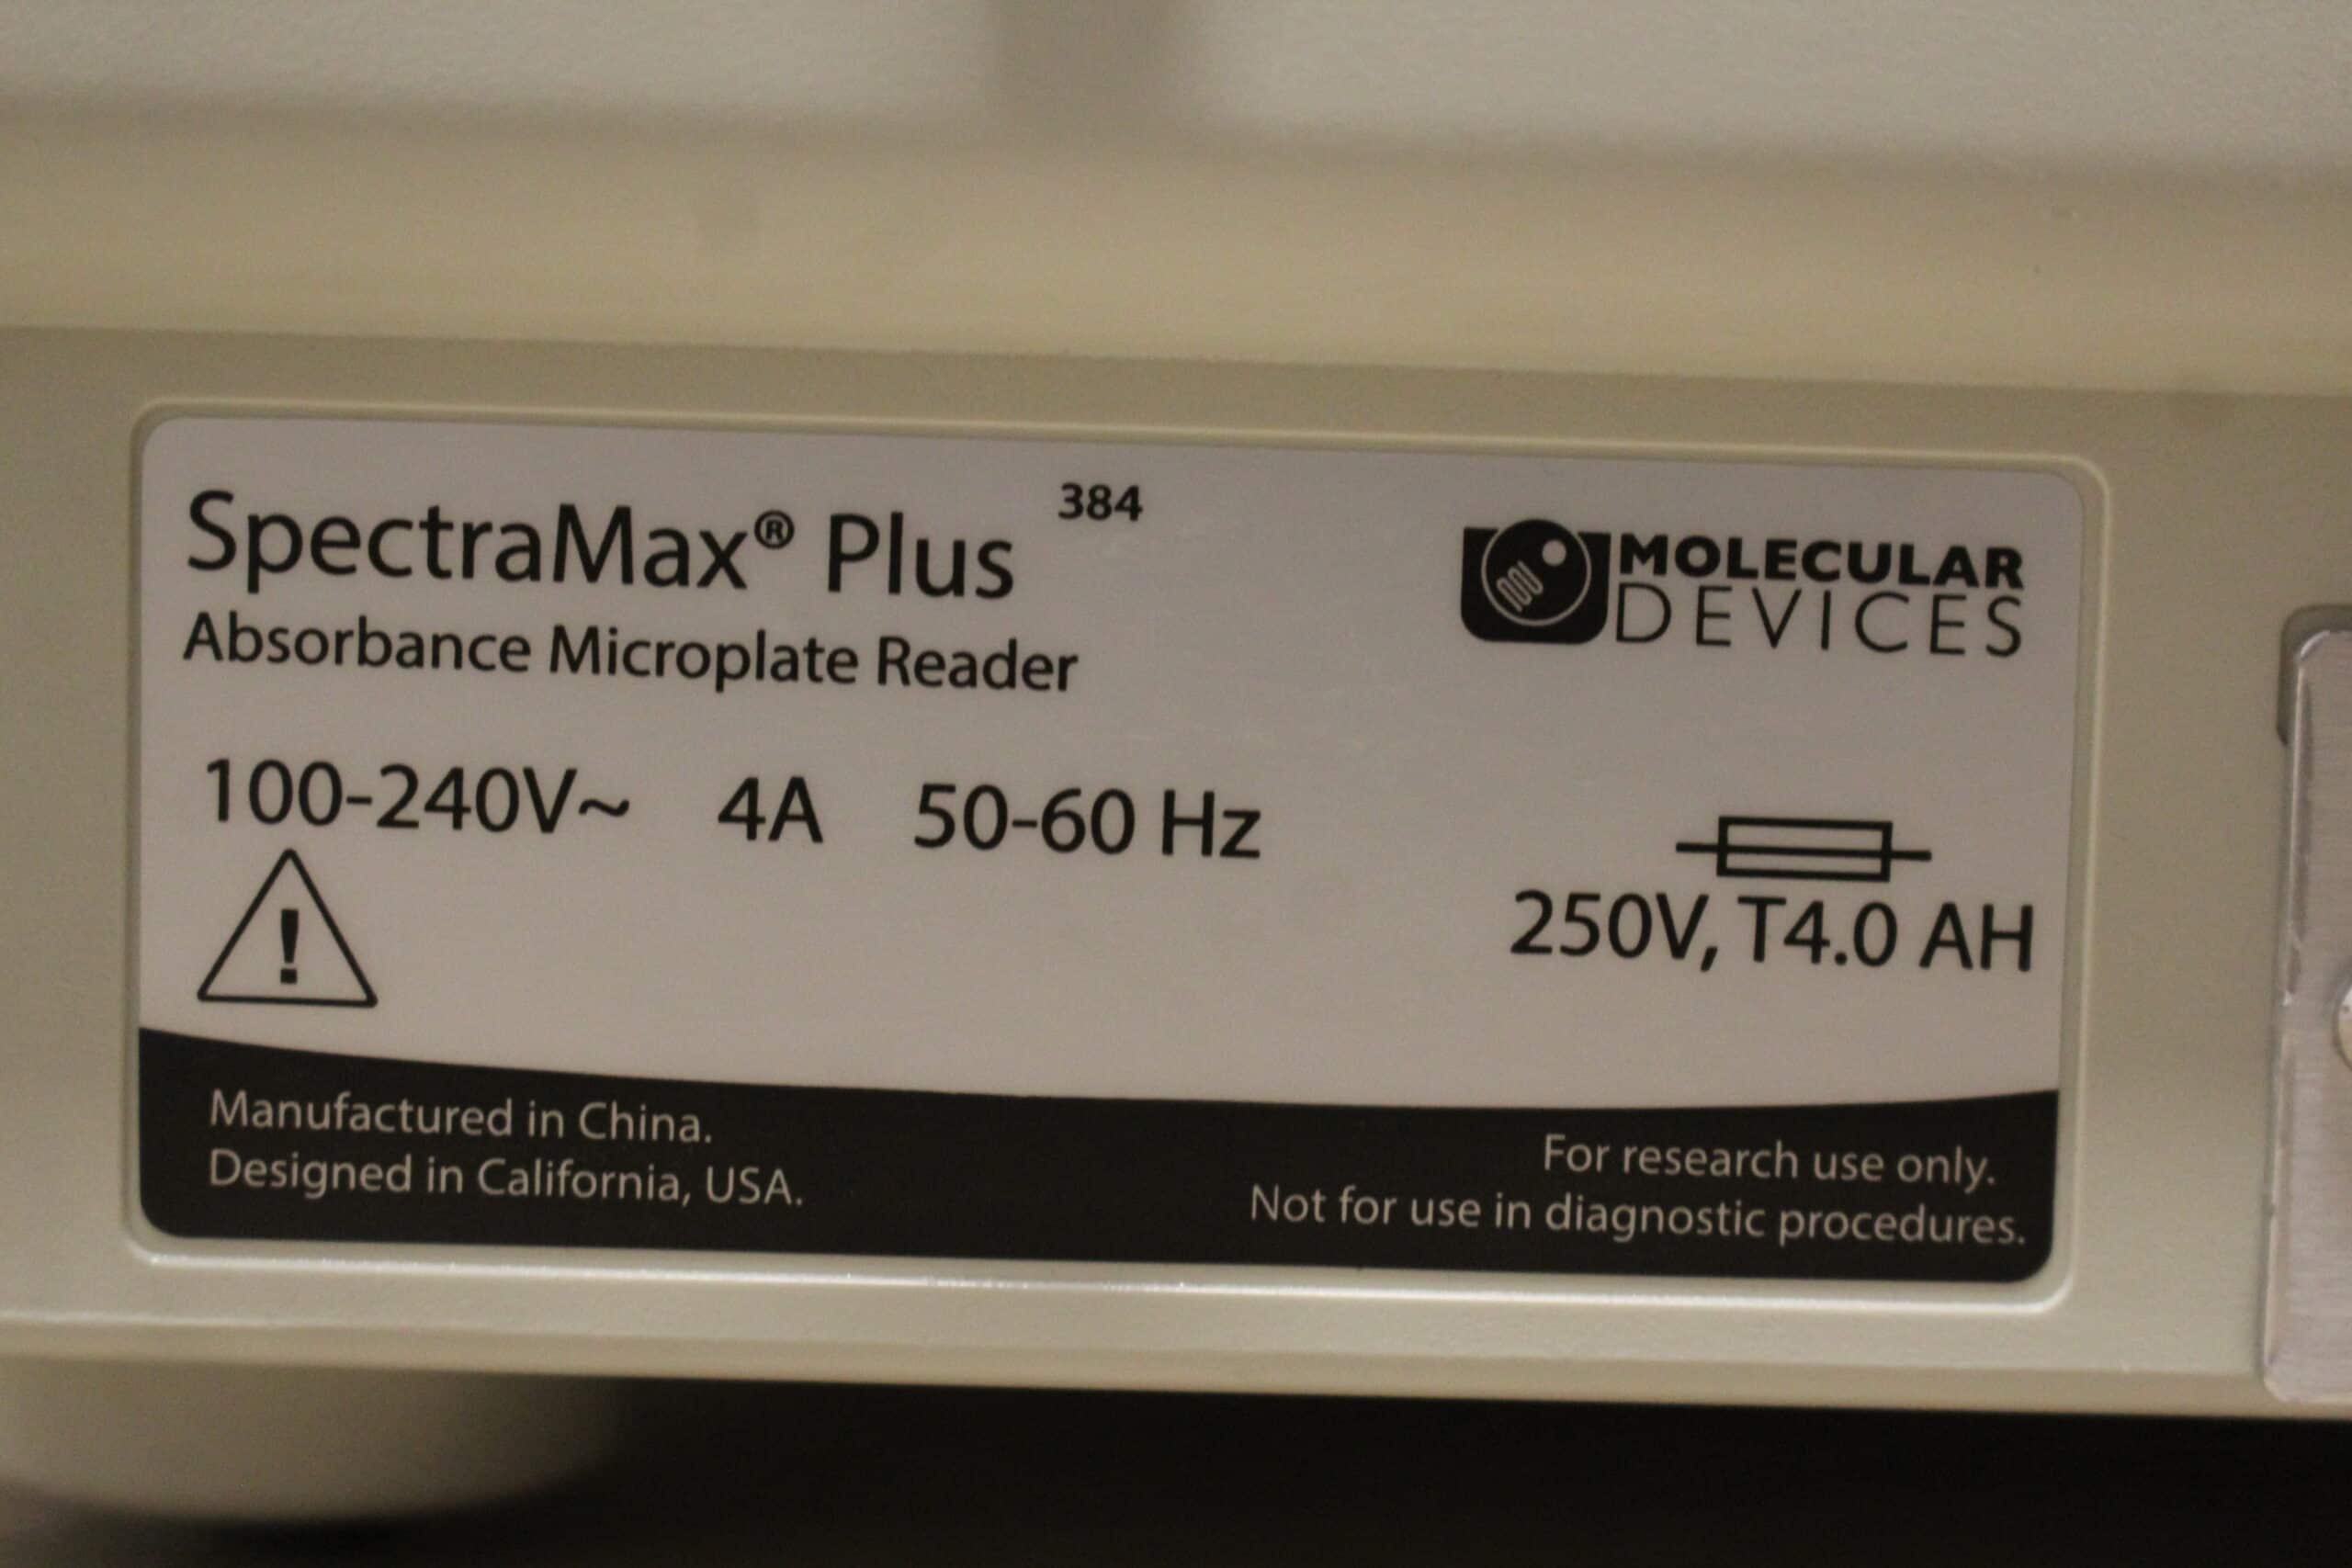 SpectraMax® Plus 384
Absorbance Microplate Reader
MOLECULAR
DEVICES
100-240V~ 4A 50-60 Hz
!
250V, T4.0 AH
Manufactured in China.
Designed in California, USA.
For research use only.
Not for use in diagnostic procedures.